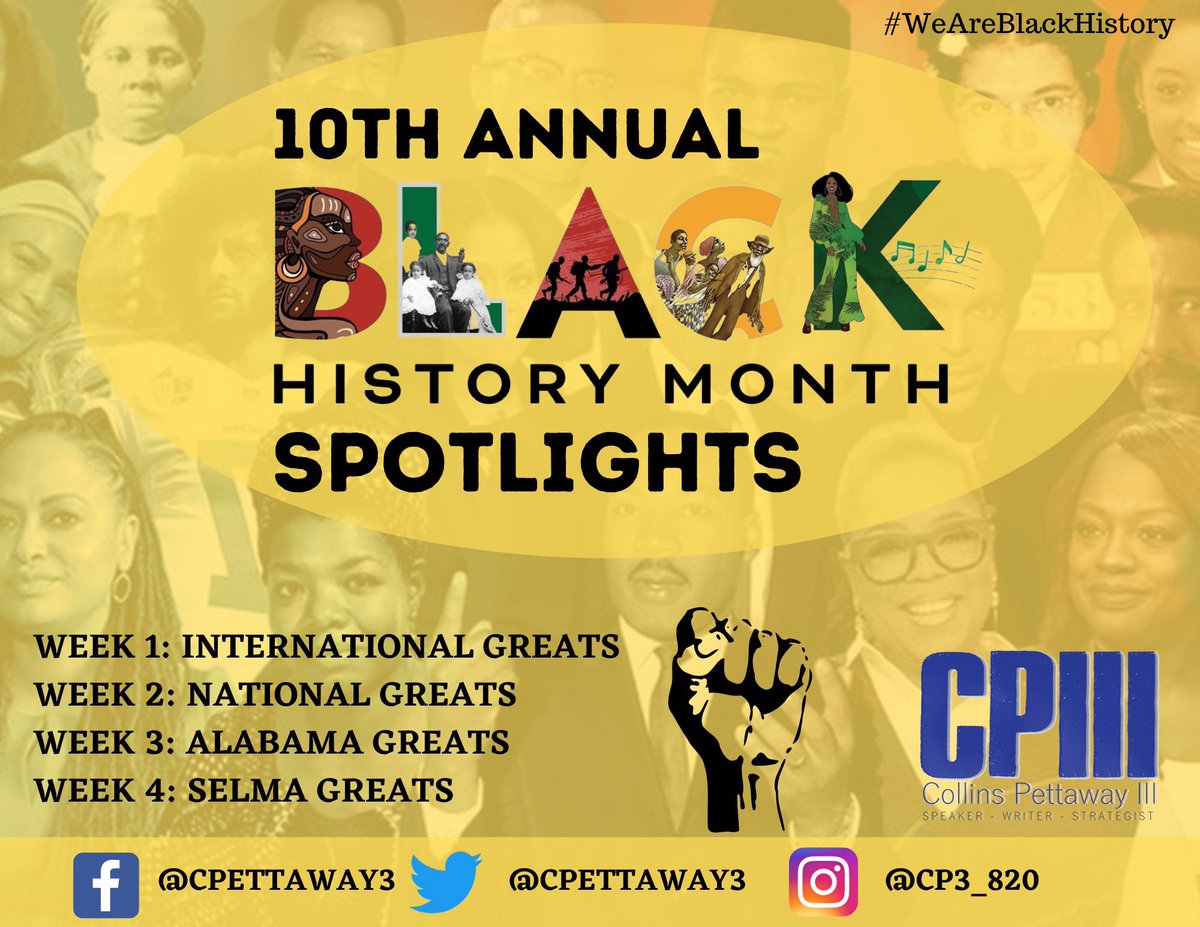 #WeAreBlackHistory
10TH ANNUAL
BLACK
HISTORY MONTH
SPOTLIGHTS
WEEK 1: INTERNATIONAL GREATS
WEEK 2: NATIONAL GREATS
WEEK 3: ALABAMA GREATS
WEEK 4: SELMA GREATS
CPIII
Collins Pettaway III
SPEAKER - WRITER - STRATEGIST
@CPETTAWAY3
@CPETTAWAY3
@CP3_820